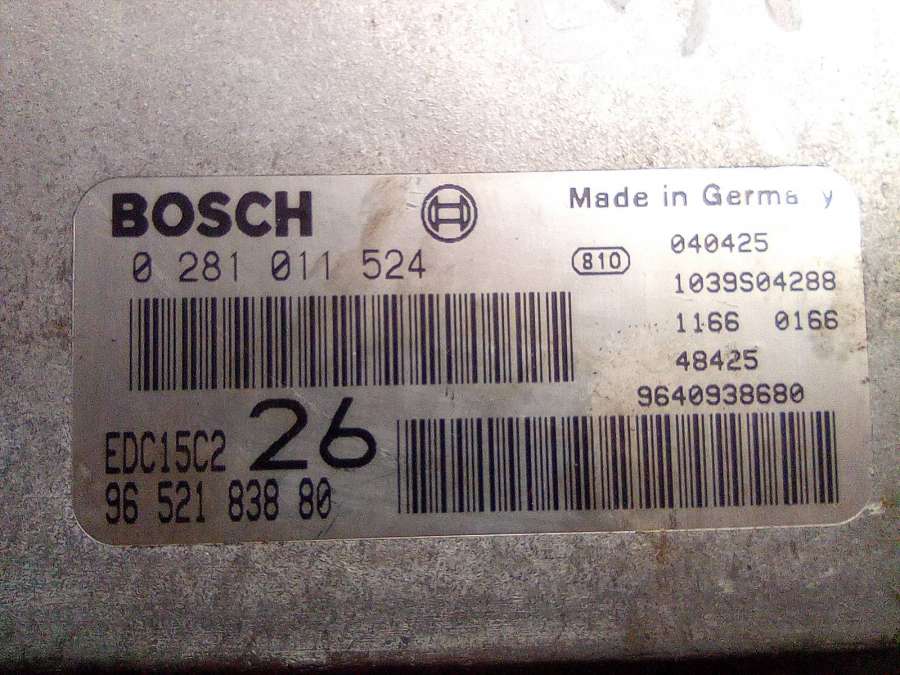 BOSCH
Made in Germany
0 281 011 524
810
040425
1039S04288
1166 0166
48425
9640938680
EDC15C2 26
96 521 838 80